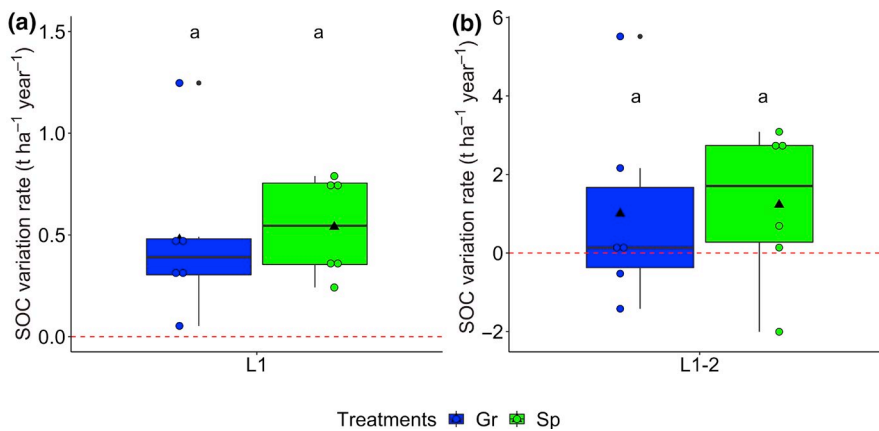 (a)
SOC variation rate (t ha⁻¹ year⁻¹)
1.5
1.0
0.5
0.0
a a
L1
(b)
SOC variation rate (t ha⁻¹ year⁻¹)
6
4
2
0
−2
a a
L1-2
Treatments Gr Sp